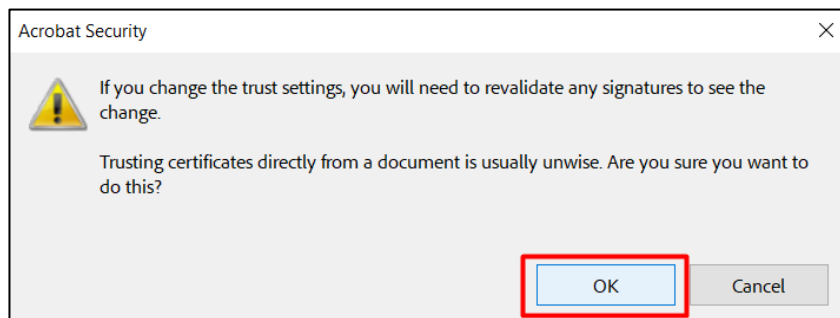 Acrobat Security
If you change the trust settings, you will need to revalidate any signatures to see the
change.
Trusting certificates directly from a document is usually unwise. Are you sure you want to
do this?
OK
Cancel